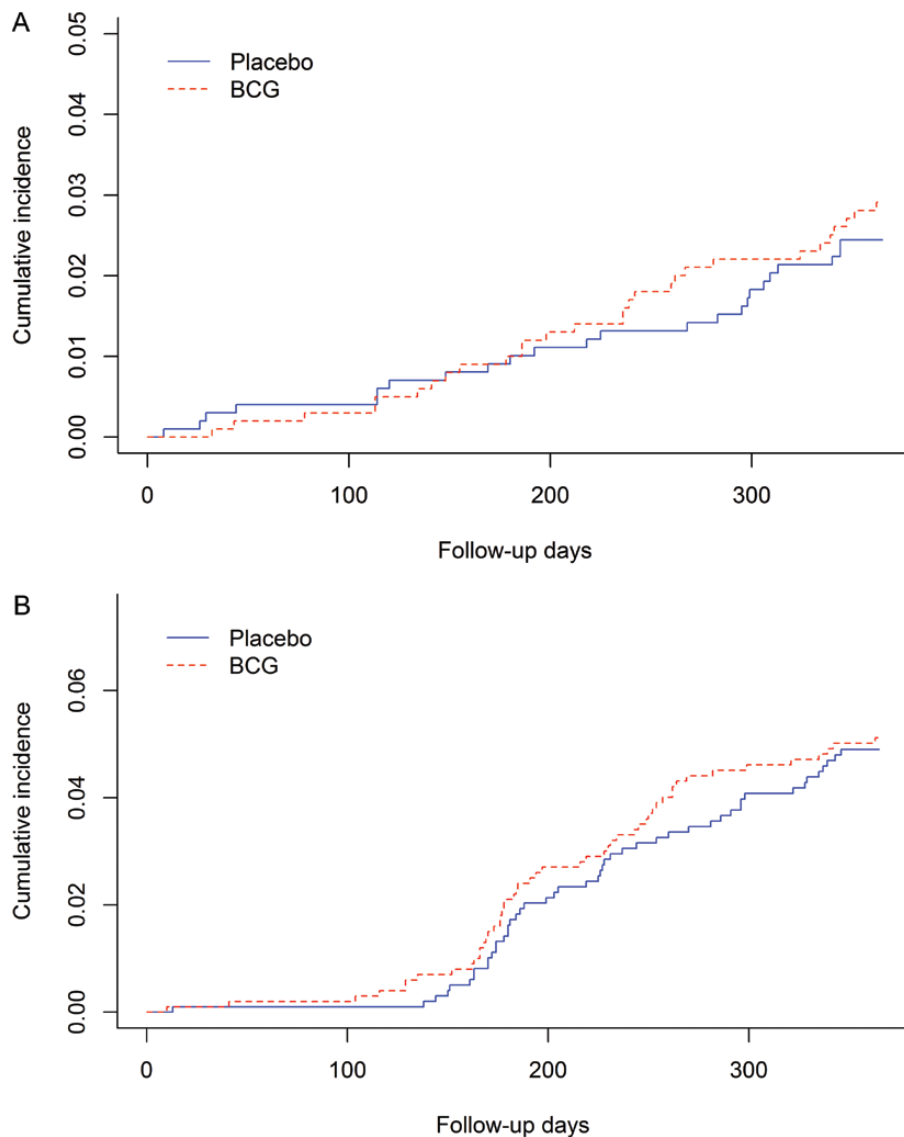 A
Placebo
BCG
Cumulative incidence
0.05
0.04
0.03
0.02
0.01
0.00
0 100 200 300
Follow-up days
B
Placebo
BCG
Cumulative incidence
0.06
0.04
0.02
0.00
0 100 200 300
Follow-up days